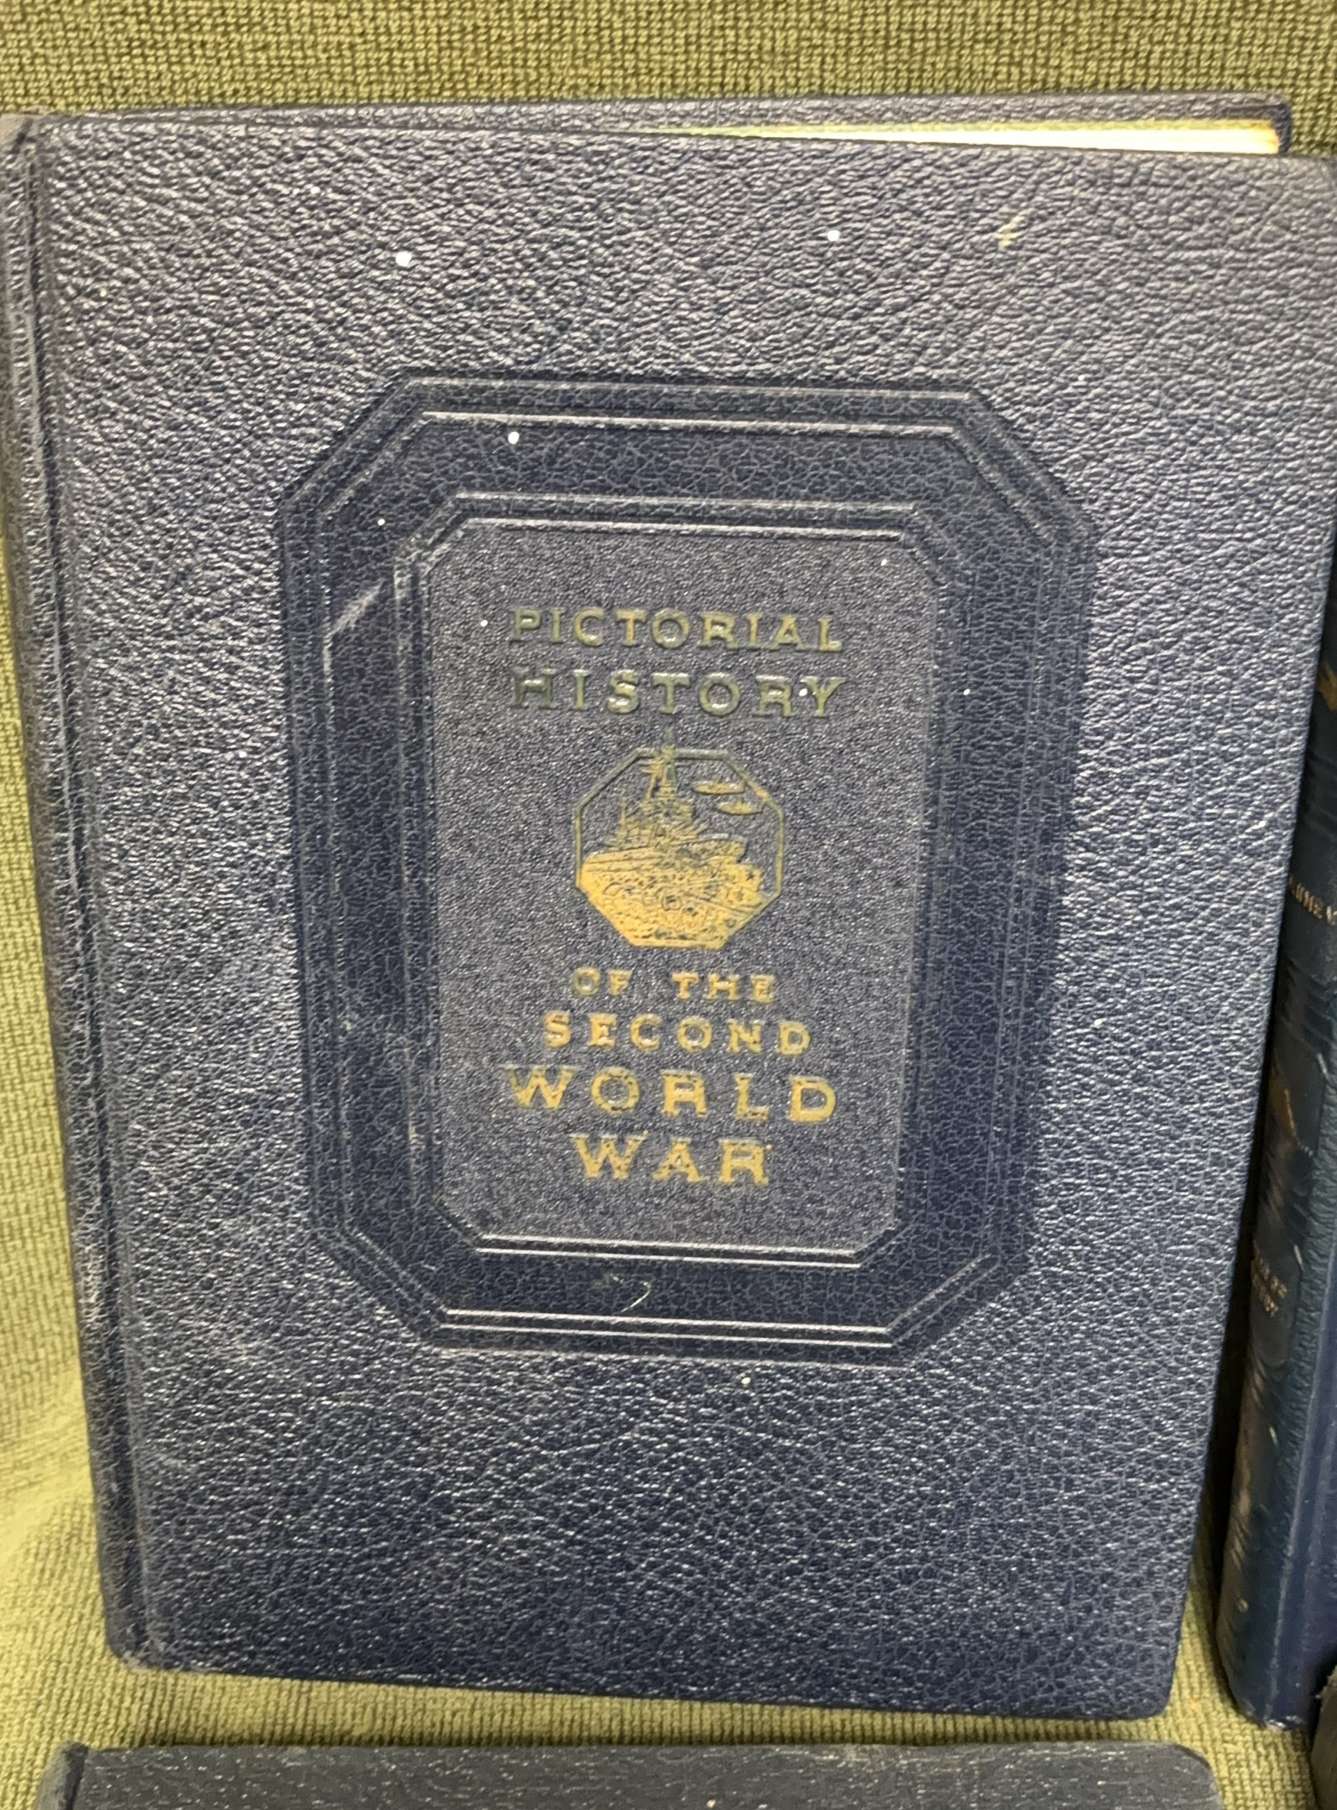 PICTORIAL
HISTORY
OF THE
SECOND
WORLD
WAR